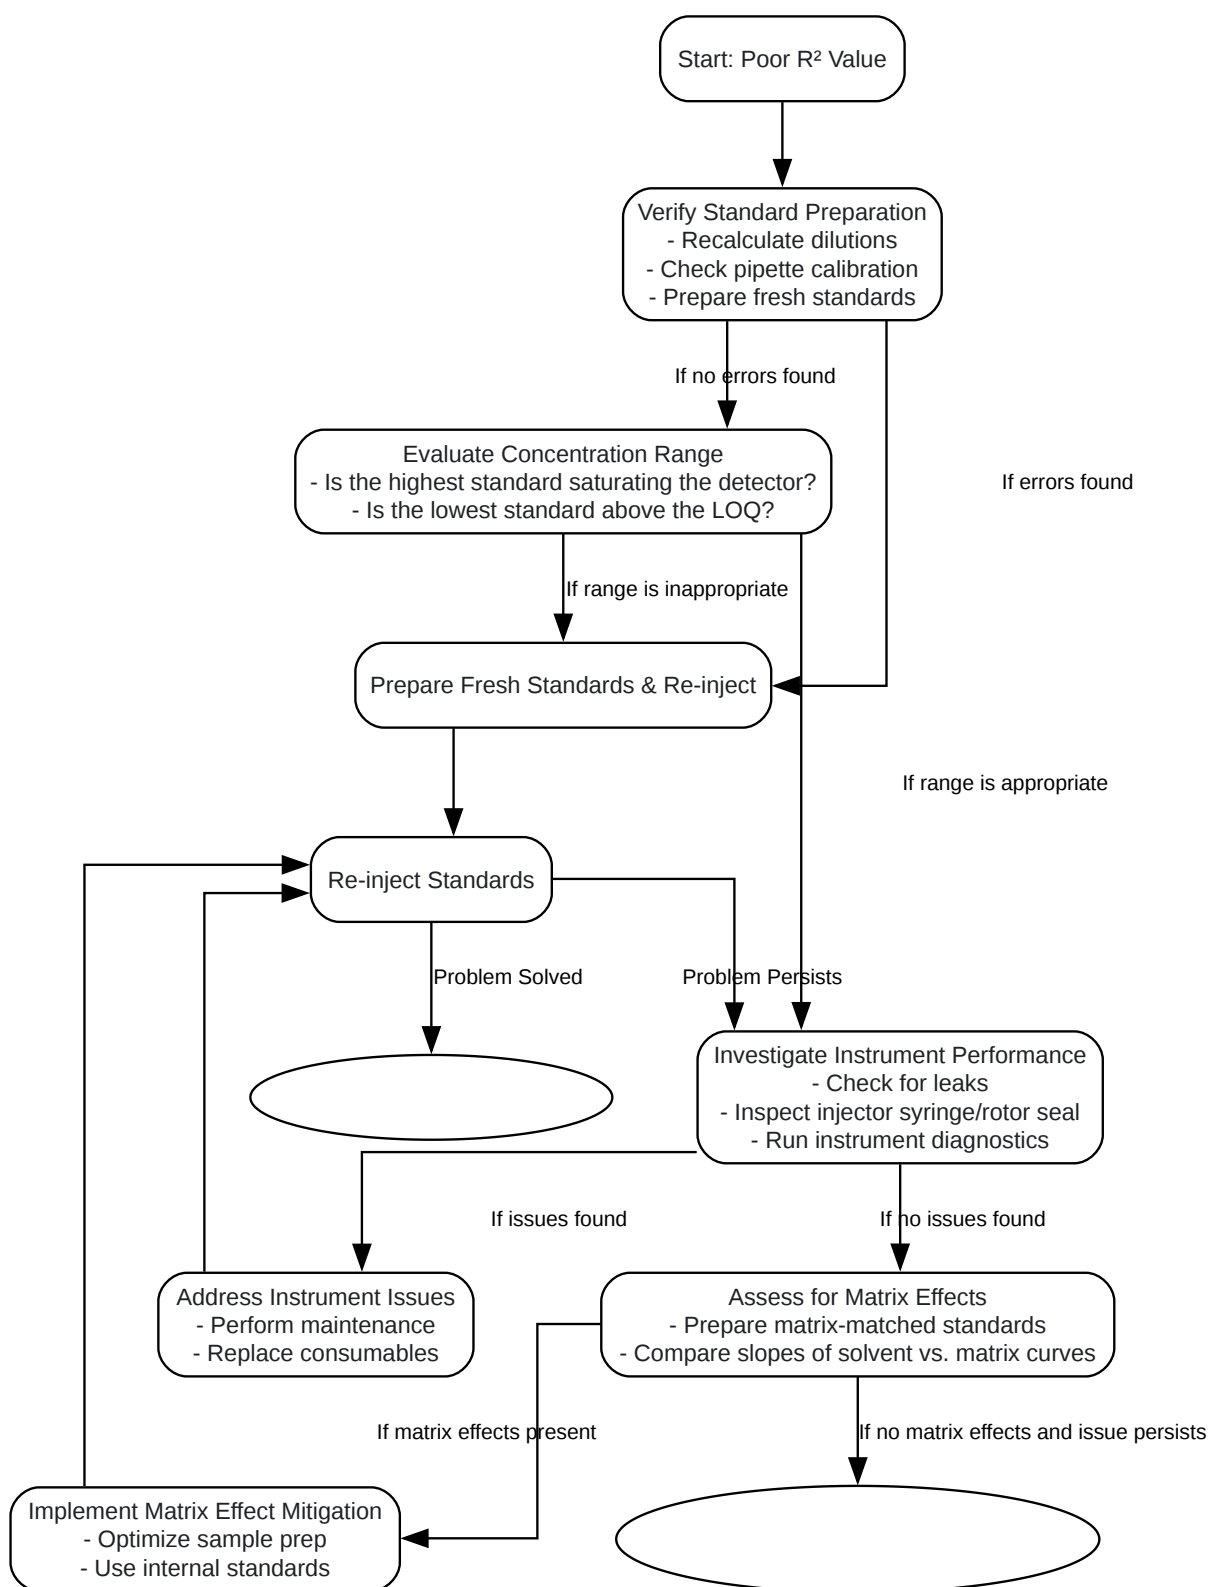 Start: Poor R² Value
Verify Standard Preparation
- Recalculate dilutions
- Check pipette calibration
- Prepare fresh standards
If no errors found
Evaluate Concentration Range
- Is the highest standard saturating the detector?
- Is the lowest standard above the LOQ?
If errors found
If range is inappropriate
Prepare Fresh Standards & Re-inject
If range is appropriate
Re-inject Standards
Problem Solved
Problem Persists
Investigate Instrument Performance
- Check for leaks
- Inspect injector syringe/rotor seal
- Run instrument diagnostics
If issues found
If no issues found
Address Instrument Issues
- Perform maintenance
- Replace consumables
Assess for Matrix Effects
- Prepare matrix-matched standards
- Compare slopes of solvent vs. matrix curves
If matrix effects present
If no matrix effects and issue persists
Implement Matrix Effect Mitigation
- Optimize sample prep
- Use internal standards